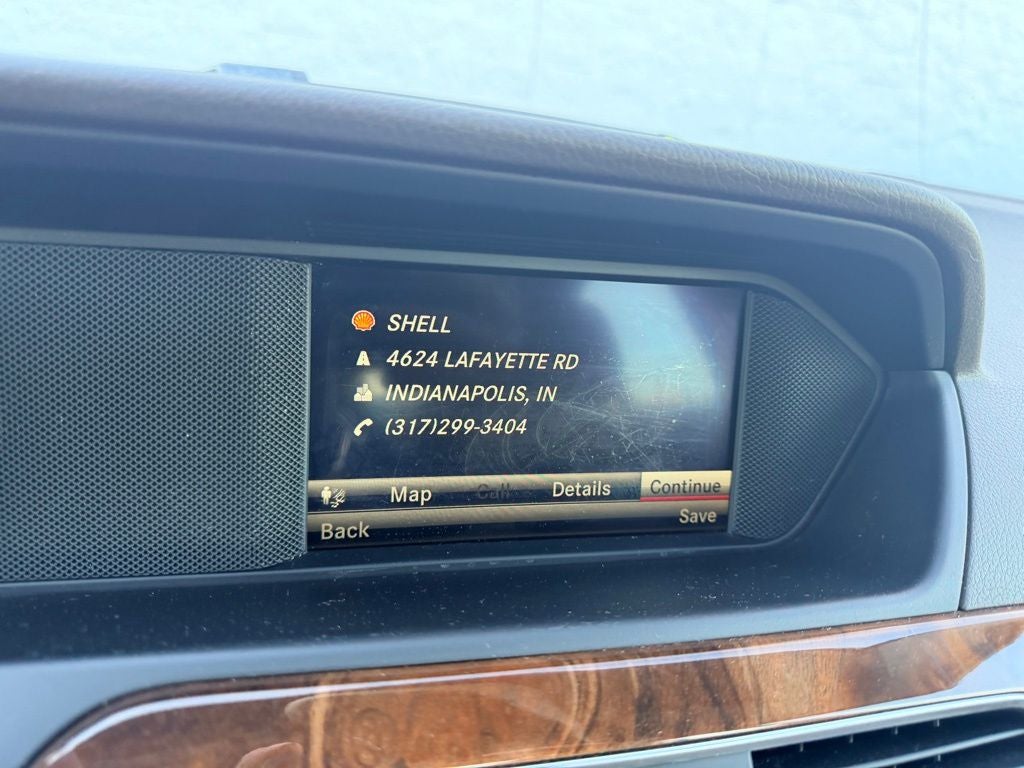 SHELL
4624 LAFAYETTE RD
INDIANAPOLIS, IN
(317)299-3404
Map Call Details Continue
Back Save